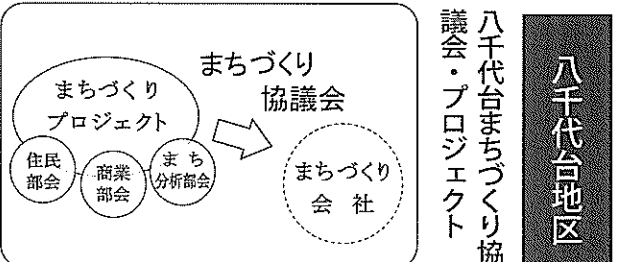 八千代台地区
八千代台まちづくり協
議会・プロジェクト
まちづくり
協議会
まちづくり
プロジェクト
住民
部会
商業
部会
まち
分析部会
まちづくり
会社